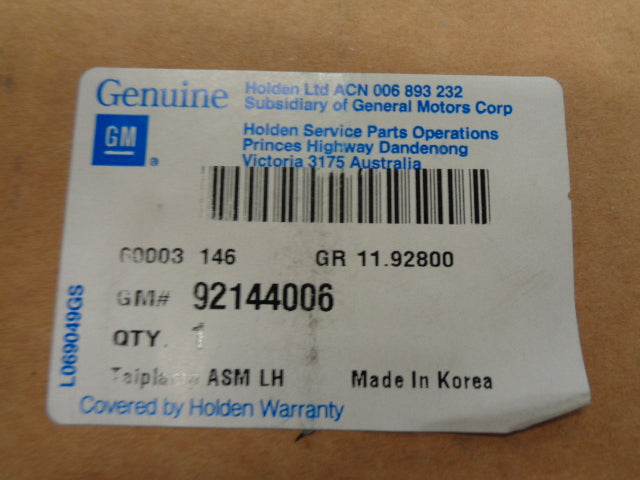 Genuine
GM
®
Holden Ltd ACN 006 893 232
Subsidiary of General Motors Corp
Holden Service Parts Operations
Princes Highway Dandenong
Victoria 3175 Australia
60003 146 GR 11.92800
GM# 92144006
QTY. 1
ASM LH Made In Korea
Covered by Holden Warranty
L069049GS